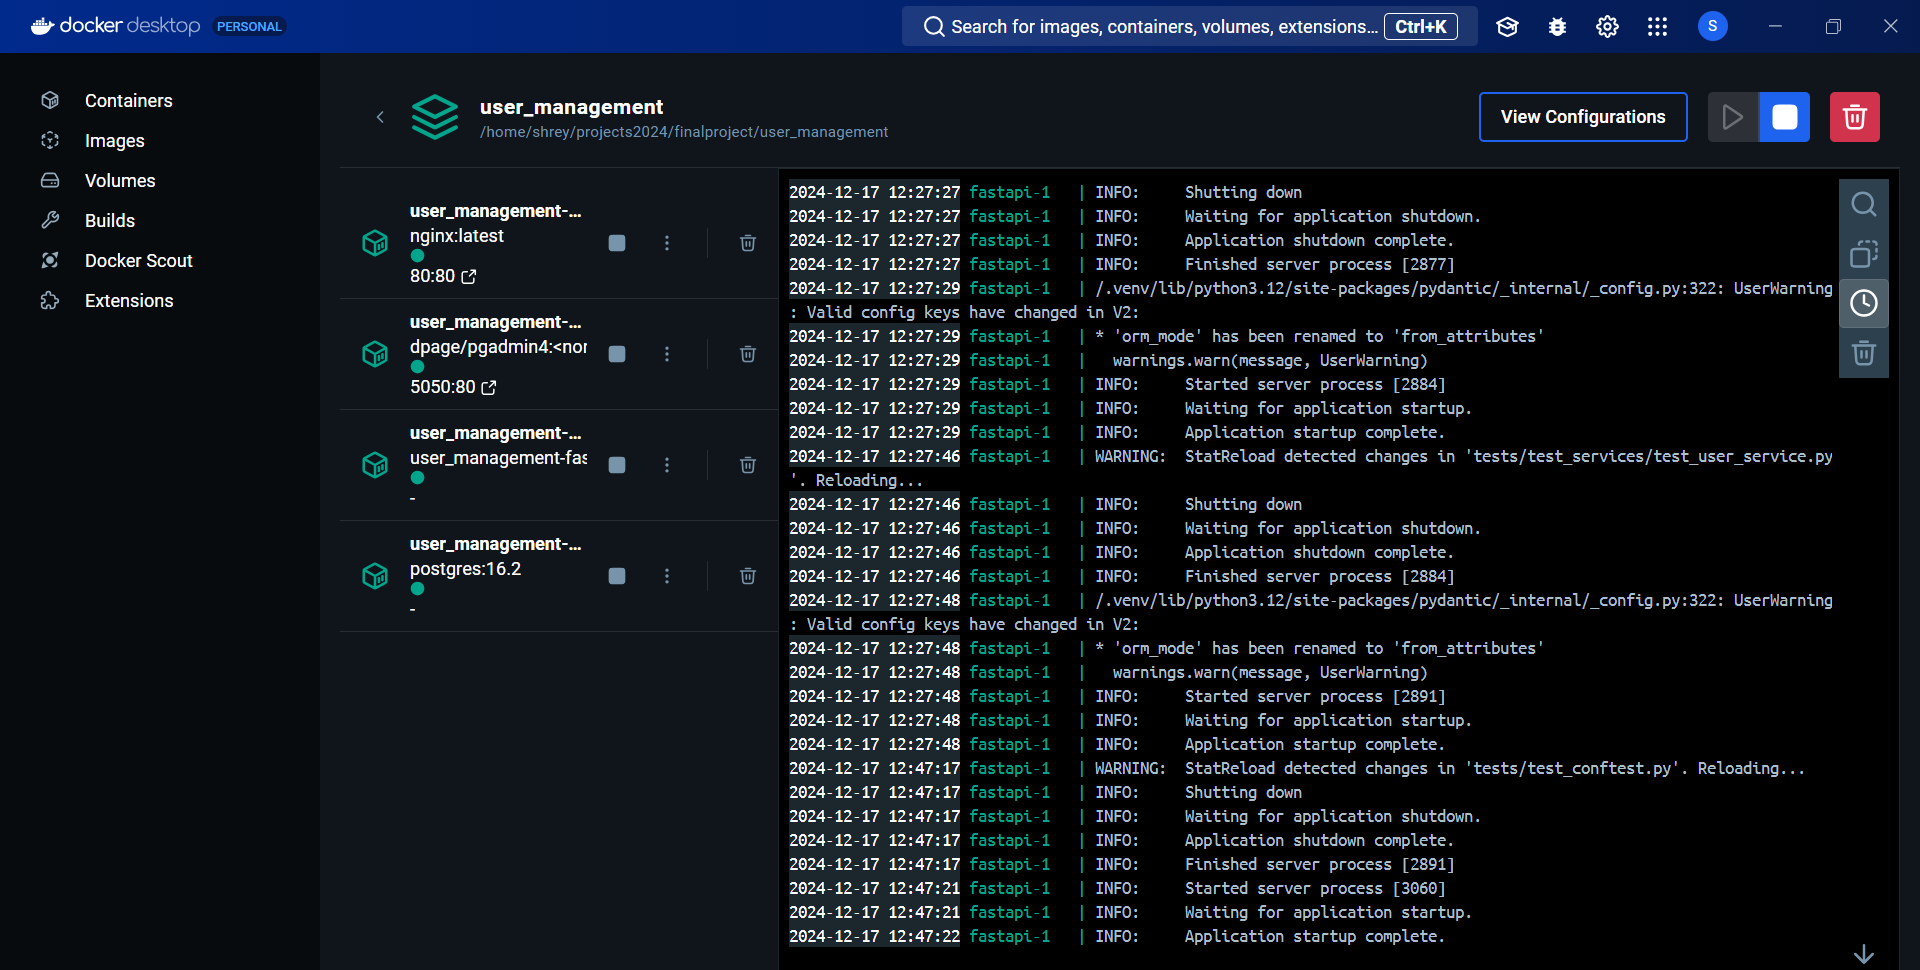 docker desktop PERSONAL
Search for images, containers, volumes, extensions... Ctrl+K
S
Containers
Images
Volumes
Builds
Docker Scout
Extensions
user_management
/home/shrey/projects2024/finalproject/user_management
View Configurations
user_management-...
nginx:latest
80:80
user_management-...
dpage/pgadmin4:<nor
5050:80
user_management-...
user_management-fas
-
user_management-...
postgres:16.2
-
2024-12-17 12:27:27 fastapi-1 | INFO: Shutting down
2024-12-17 12:27:27 fastapi-1 | INFO: Waiting for application shutdown.
2024-12-17 12:27:27 fastapi-1 | INFO: Application shutdown complete.
2024-12-17 12:27:27 fastapi-1 | INFO: Finished server process [2877]
2024-12-17 12:27:29 fastapi-1 | /.venv/lib/python3.12/site-packages/pydantic/_internal/_config.py:322: UserWarning
: Valid config keys have changed in V2:
2024-12-17 12:27:29 fastapi-1 | * 'orm_mode' has been renamed to 'from_attributes'
2024-12-17 12:27:29 fastapi-1 | warnings.warn(message, UserWarning)
2024-12-17 12:27:29 fastapi-1 | INFO: Started server process [2884]
2024-12-17 12:27:29 fastapi-1 | INFO: Waiting for application startup.
2024-12-17 12:27:29 fastapi-1 | INFO: Application startup complete.
2024-12-17 12:27:46 fastapi-1 | WARNING: StatReload detected changes in 'tests/test_services/test_user_service.py
'. Reloading...
2024-12-17 12:27:46 fastapi-1 | INFO: Shutting down
2024-12-17 12:27:46 fastapi-1 | INFO: Waiting for application shutdown.
2024-12-17 12:27:46 fastapi-1 | INFO: Application shutdown complete.
2024-12-17 12:27:46 fastapi-1 | INFO: Finished server process [2884]
2024-12-17 12:27:48 fastapi-1 | /.venv/lib/python3.12/site-packages/pydantic/_internal/_config.py:322: UserWarning
: Valid config keys have changed in V2:
2024-12-17 12:27:48 fastapi-1 | * 'orm_mode' has been renamed to 'from_attributes'
2024-12-17 12:27:48 fastapi-1 | warnings.warn(message, UserWarning)
2024-12-17 12:27:48 fastapi-1 | INFO: Started server process [2891]
2024-12-17 12:27:48 fastapi-1 | INFO: Waiting for application startup.
2024-12-17 12:27:48 fastapi-1 | INFO: Application startup complete.
2024-12-17 12:47:17 fastapi-1 | WARNING: StatReload detected changes in 'tests/test_conftest.py'. Reloading...
2024-12-17 12:47:17 fastapi-1 | INFO: Shutting down
2024-12-17 12:47:17 fastapi-1 | INFO: Waiting for application shutdown.
2024-12-17 12:47:17 fastapi-1 | INFO: Application shutdown complete.
2024-12-17 12:47:17 fastapi-1 | INFO: Finished server process [2891]
2024-12-17 12:47:21 fastapi-1 | INFO: Started server process [3060]
2024-12-17 12:47:21 fastapi-1 | INFO: Waiting for application startup.
2024-12-17 12:47:22 fastapi-1 | INFO: Application startup complete.